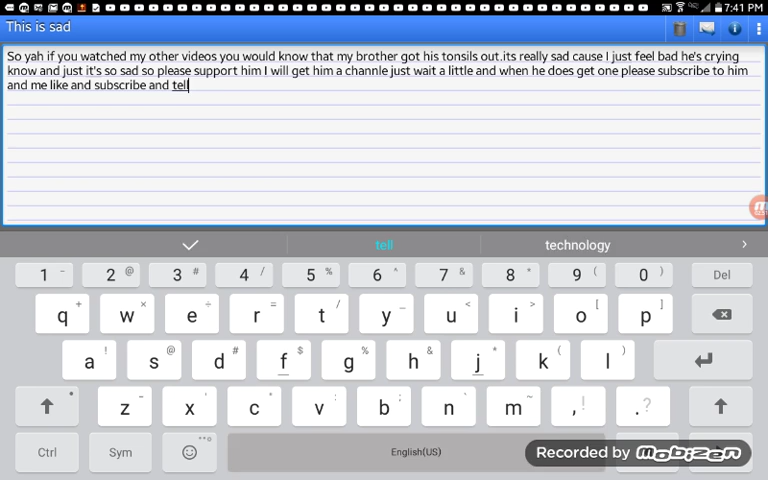 7:41 PM
This is sad
So yah if you watched my other videos you would know that my brother got his tonsils out.its really sad cause I just feel bad he's crying
know and just it's so sad so please support him I will get him a channle just wait a little and when he does get one please subscribe to him
and me like and subscribe and tell
tell technology
1 - 2 @ 3 # 4 / 5 % 6 ^ 7 & 8 * 9 ( 0 ) Del
q + w × e ÷ r = t / y _ u < i > o [ p ]
a ! s @ d # f $ g % h & j * k ( l )
z - x ' c " v : b ; n , m ~ , ! . ?
Ctrl Sym English(US)
Recorded by Mobizen